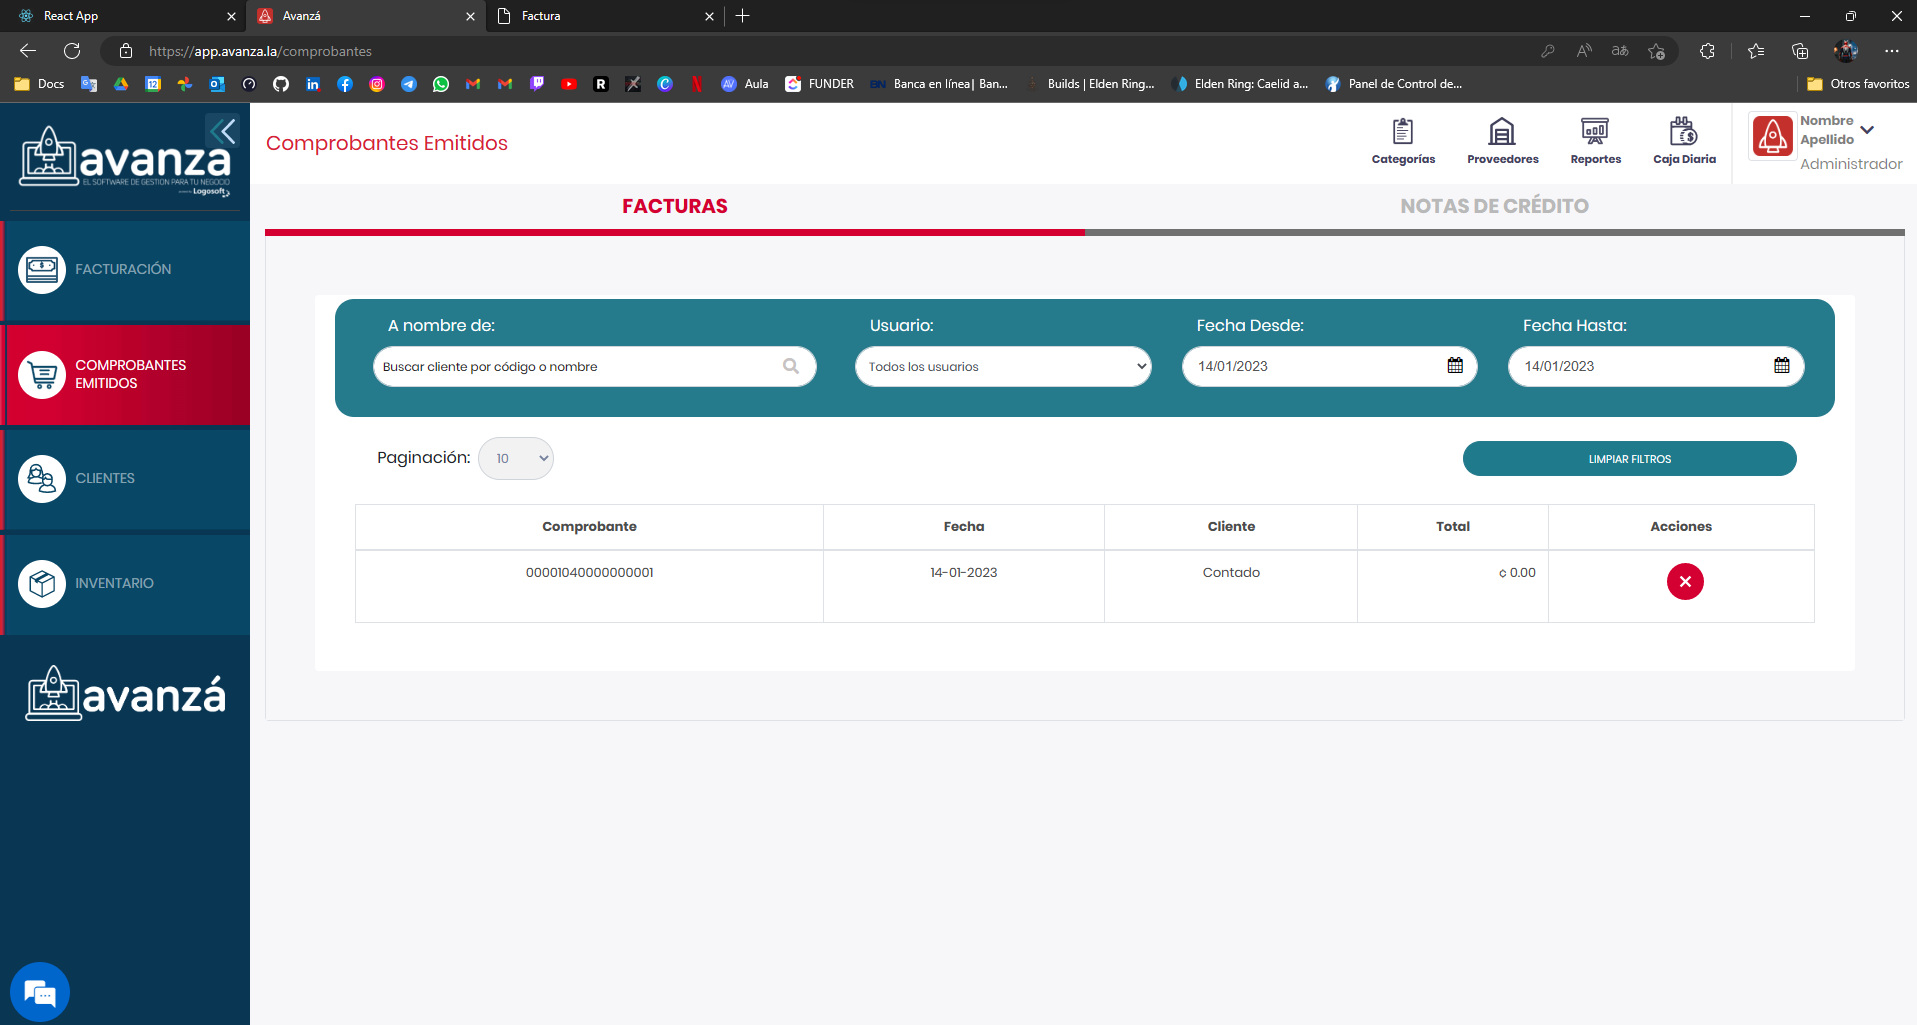 React App
Avanzá
Factura
https://app.avanza.la/comprobantes
Docs
Aula
FUNDER
BN
Banca en línea| Ban...
Builds | Elden Ring...
Elden Ring: Caelid a...
Panel de Control de...
Otros favoritos
avanza
EL SOFTWARE DE GESTION PARA TU NEGOCIO
Logosoft
Comprobantes Emitidos
Categorías
Proveedores
Reportes
Caja Diaria
Nombre
Apellido
Administrador
FACTURAS
NOTAS DE CRÉDITO
FACTURACIÓN
COMPROBANTES
EMITIDOS
CLIENTES
INVENTARIO
avanzá
A nombre de:
Usuario:
Fecha Desde:
Fecha Hasta:
Buscar cliente por código o nombre
Todos los usuarios
14/01/2023
14/01/2023
Paginación:
10
LIMPIAR FILTROS
Comprobante
Fecha
Cliente
Total
Acciones
00001040000000001
14-01-2023
Contado
¢ 0.00